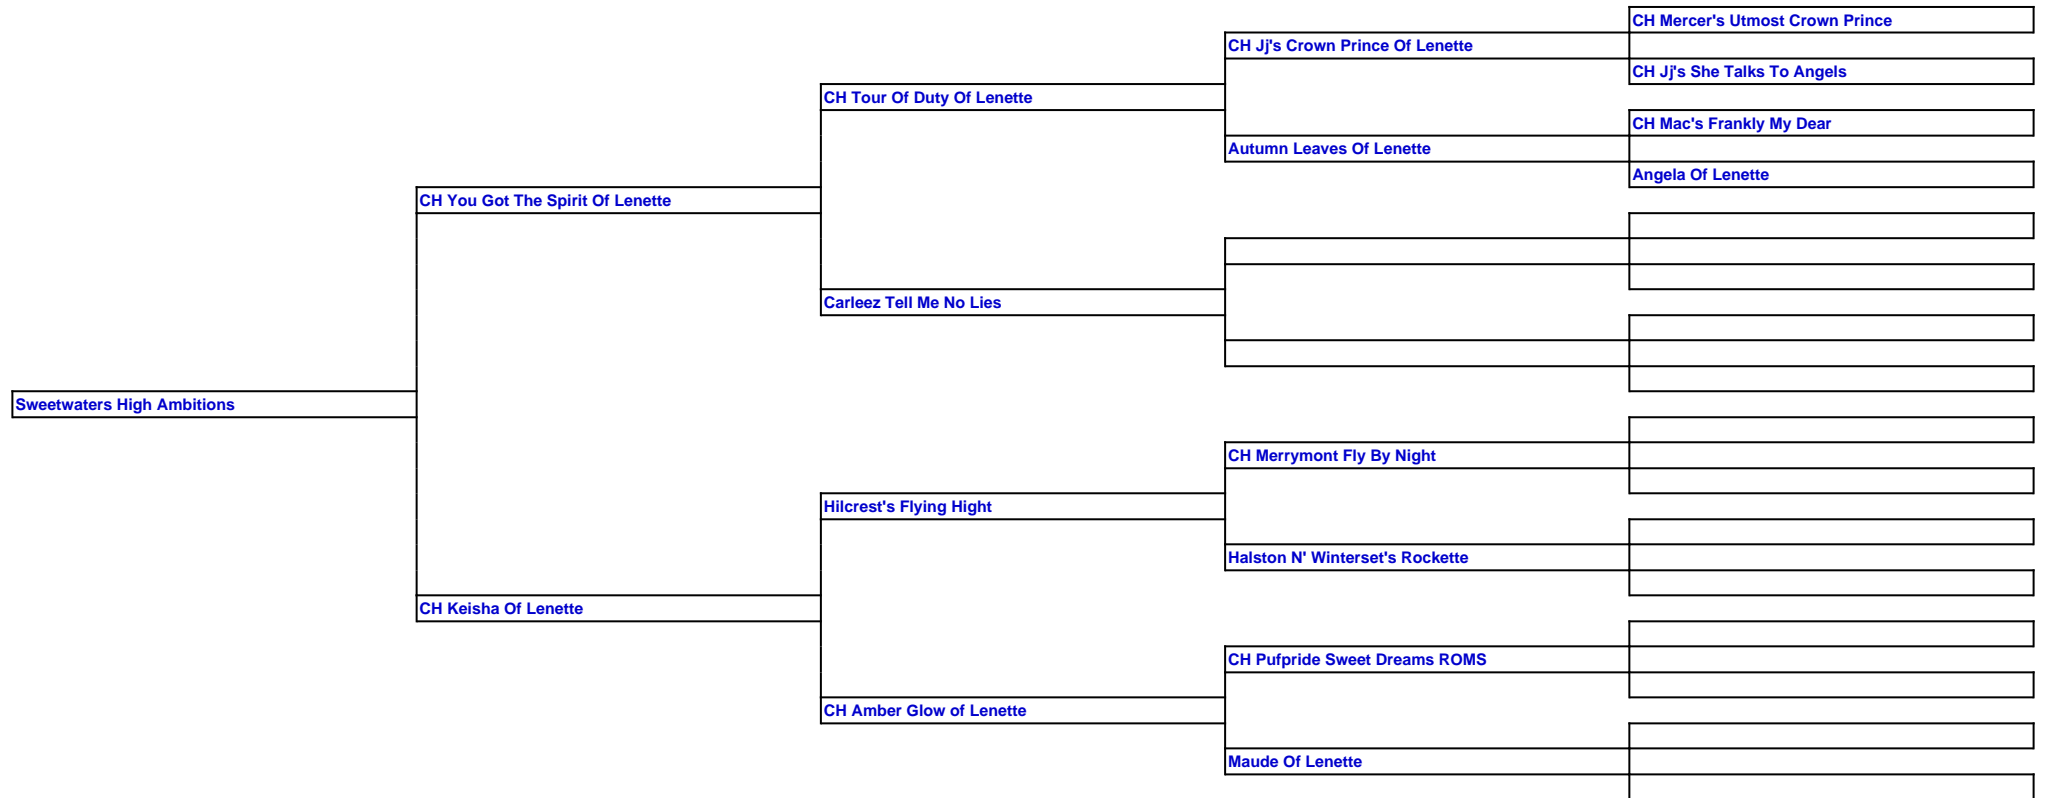 CH Mercer's Utmost Crown Prince
CH Jj's Crown Prince Of Lenette
CH Jj's She Talks To Angels
CH Tour Of Duty Of Lenette
CH Mac's Frankly My Dear
Autumn Leaves Of Lenette
Angela Of Lenette
CH You Got The Spirit Of Lenette
Carleez Tell Me No Lies
Sweetwaters High Ambitions
CH Merrymont Fly By Night
Hilcrest's Flying Hight
Halston N' Winterset's Rockette
CH Keisha Of Lenette
CH Pufpride Sweet Dreams ROMS
CH Amber Glow of Lenette
Maude Of Lenette